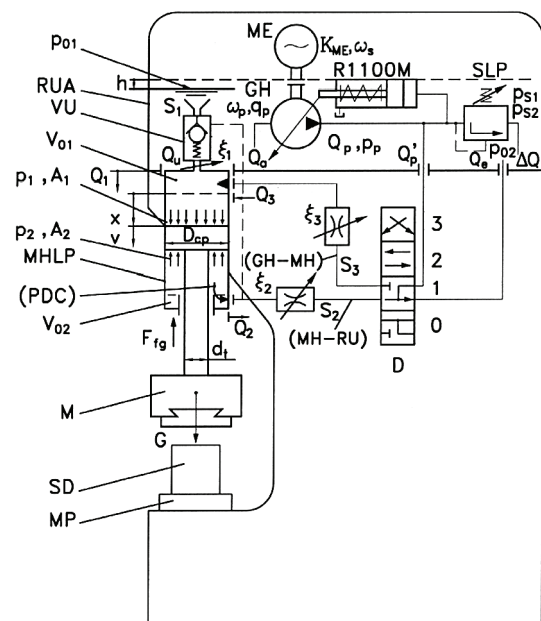 ME
K_ME, ω_s
p_01
h
GH
R1100M
SLP
RUA
VU
S_1
ω_p, q_p
p_S1
p_S2
V_01
Q_u
ξ_1
Q_a
Q_p, p_p
Q_p'
Q_e
p_02
ΔQ
Q_1
p_1, A_1
x
Q_3
ξ_3
3
v
D_cp
p_2, A_2
MHLP
(GH-MH)
S_3
2
(PDC)
ξ_2
1
V_02
S_2
F_fg
Q_2
(MH-RU)
0
D
d_t
M
G
SD
MP